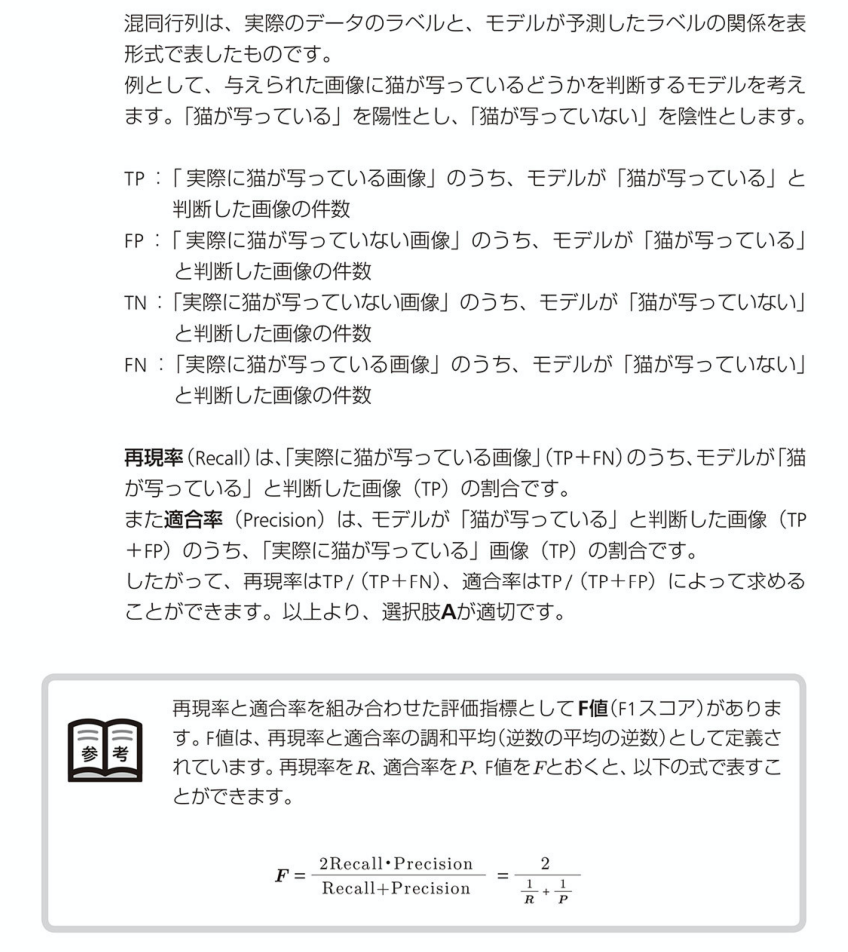 混同行列は、実際のデータのラベルと、モデルが予測したラベルの関係を表
形式で表したものです。
例として、与えられた画像に猫が写っているどうかを判断するモデルを考え
ます。「猫が写っている」を陽性とし、「猫が写っていない」を陰性とします。
TP：「実際に猫が写っている画像」のうち、モデルが「猫が写っている」と
判断した画像の件数
FP：「実際に猫が写っていない画像」のうち、モデルが「猫が写っている」
と判断した画像の件数
TN：「実際に猫が写っていない画像」のうち、モデルが「猫が写っていない」
と判断した画像の件数
FN：「実際に猫が写っている画像」のうち、モデルが「猫が写っていない」
と判断した画像の件数
再現率（Recall）は、「実際に猫が写っている画像」（TP＋FN）のうち、モデルが「猫
が写っている」と判断した画像（TP）の割合です。
また適合率（Precision）は、モデルが「猫が写っている」と判断した画像（TP
＋FP）のうち、「実際に猫が写っている」画像（TP）の割合です。
したがって、再現率はTP/（TP＋FN）、適合率はTP/（TP＋FP）によって求める
ことができます。以上より、選択肢Aが適切です。
参考
再現率と適合率を組み合わせた評価指標としてF値（F1スコア）がありま
す。F値は、再現率と適合率の調和平均（逆数の平均の逆数）として定義さ
れています。再現率をR、適合率をP、F値をFとおくと、以下の式で表すこ
とができます。
F = 2Recall・Precision / Recall+Precision = 2 / (1/R + 1/P)